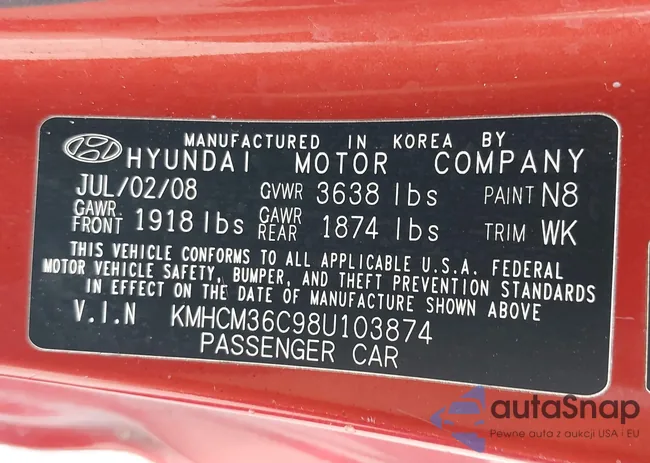 MANUFACTURED IN KOREA BY
HYUNDAI MOTOR COMPANY
JUL/02/08 GVWR 3638 lbs PAINT N8
GAWR FRONT 1918 lbs GAWR REAR 1874 lbs TRIM WK
THIS VEHICLE CONFORMS TO ALL APPLICABLE U.S.A. FEDERAL
MOTOR VEHICLE SAFETY, BUMPER, AND THEFT PREVENTION STANDARDS
IN EFFECT ON THE DATE OF MANUFACTURE SHOWN ABOVE
V.I.N KMHCM36C98U103874
PASSENGER CAR
autaSnap
Pewne auta z aukcji USA i EU